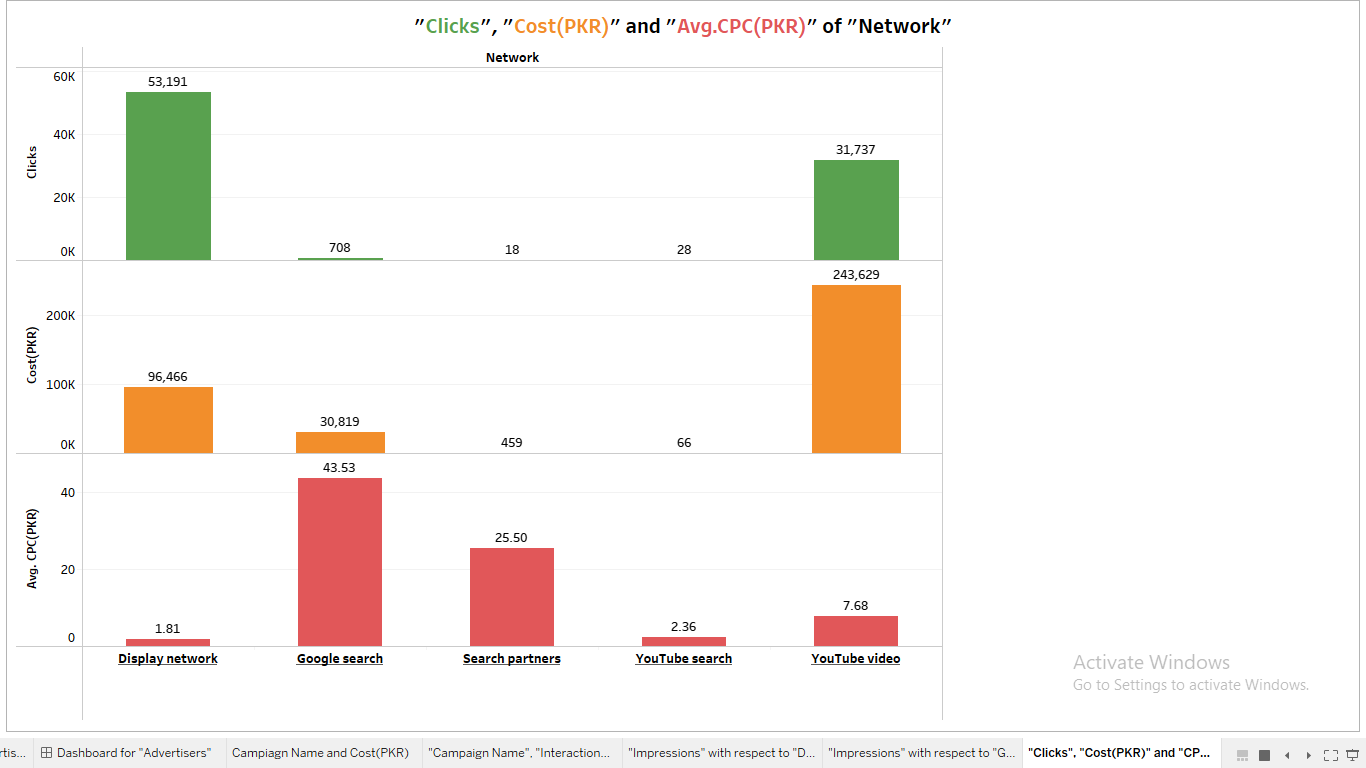 "Clicks", "Cost(PKR)" and "Avg.CPC(PKR)" of "Network"
Network
60K
53,191
40K
31,737
Clicks
20K
708
18
28
0K
243,629
200K
Cost(PKR)
96,466
100K
30,819
459
66
0K
43.53
40
25.50
Avg. CPC(PKR)
20
7.68
1.81
2.36
0
Display network
Google search
Search partners
YouTube search
YouTube video
Activate Windows
Go to Settings to activate Windows.
rtis...
Dashboard for "Advertisers"
Campiagn Name and Cost(PKR)
"Campaign Name", "Interaction...
"Impressions" with respect to "D...
"Impressions" with respect to "G...
"Clicks", "Cost(PKR)" and "CP...